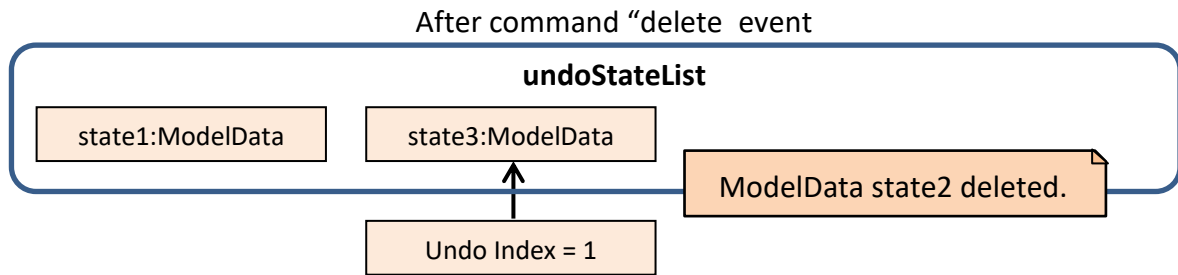 After command “delete  event
undoStateList
state1:ModelData
state3:ModelData
ModelData state2 deleted.
Undo Index = 1